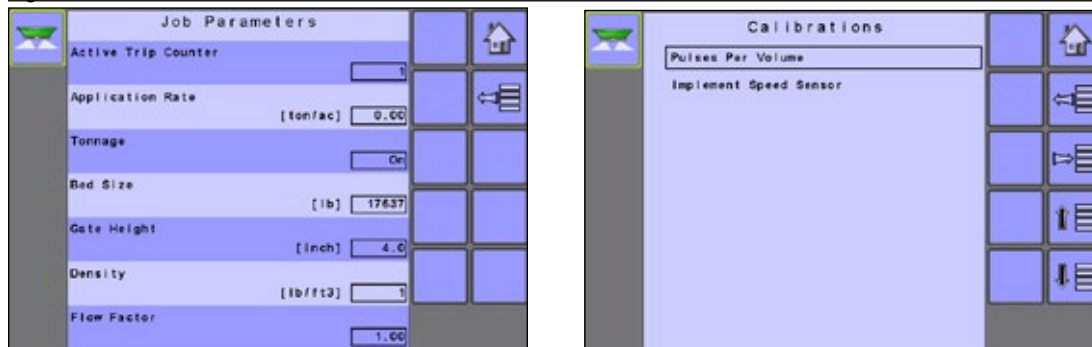 Job Parameters
Active Trip Counter
1
Application Rate
[ton/ac] 0.00
Tonnage
On
Bed Size
[lb] 17637
Gate Height
[inch] 4.0
Density
[lb/ft3] 1
Flow Factor
1.00
Calibrations
Pulses Per Volume
Implement Speed Sensor